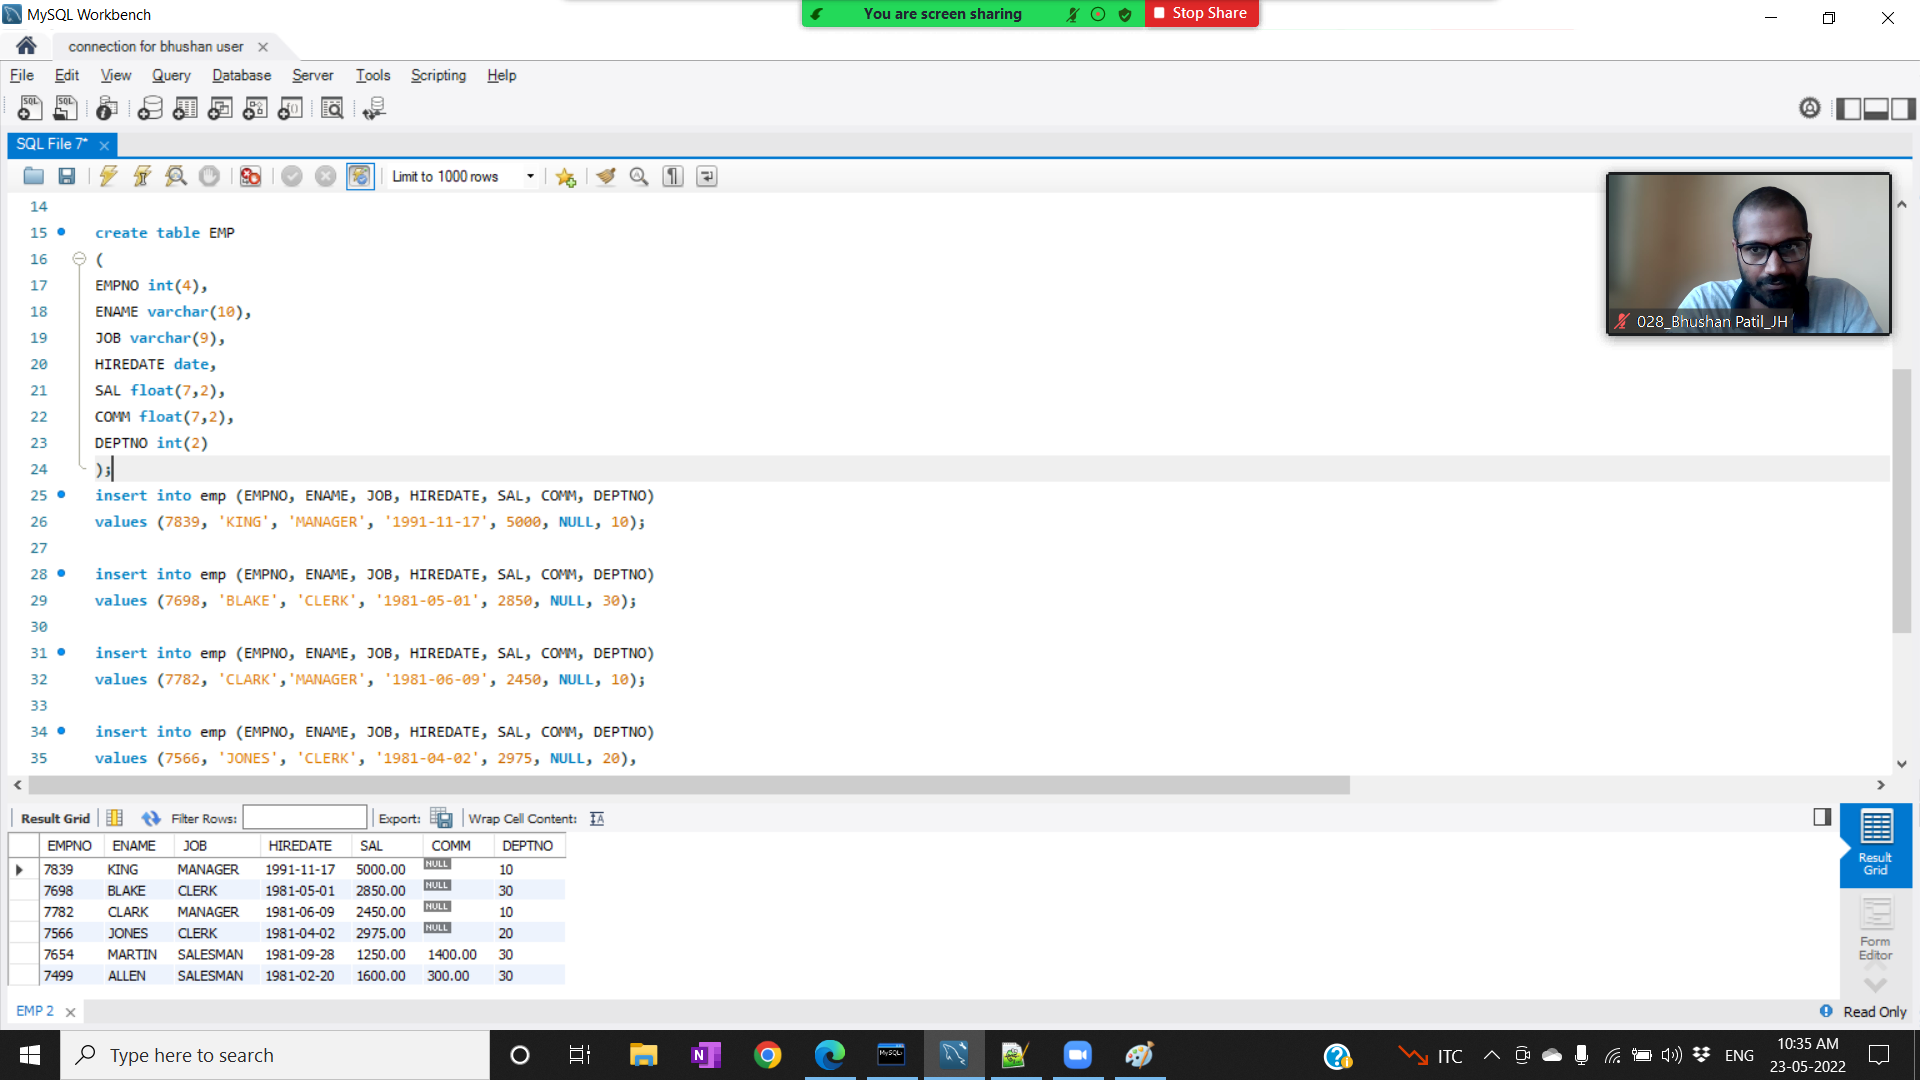 MySQL Workbench
You are screen sharing
Stop Share
connection for bhushan user
File Edit View Query Database Server Tools Scripting Help
SQL File 7*
Limit to 1000 rows
14
15 create table EMP
16 (
17 EMPNO int(4),
18 ENAME varchar(10),
19 JOB varchar(9),
20 HIREDATE date,
21 SAL float(7,2),
22 COMM float(7,2),
23 DEPTNO int(2)
24 );
25 insert into emp (EMPNO, ENAME, JOB, HIREDATE, SAL, COMM, DEPTNO)
26 values (7839, 'KING', 'MANAGER', '1991-11-17', 5000, NULL, 10);
27
28 insert into emp (EMPNO, ENAME, JOB, HIREDATE, SAL, COMM, DEPTNO)
29 values (7698, 'BLAKE', 'CLERK', '1981-05-01', 2850, NULL, 30);
30
31 insert into emp (EMPNO, ENAME, JOB, HIREDATE, SAL, COMM, DEPTNO)
32 values (7782, 'CLARK','MANAGER', '1981-06-09', 2450, NULL, 10);
33
34 insert into emp (EMPNO, ENAME, JOB, HIREDATE, SAL, COMM, DEPTNO)
35 values (7566, 'JONES', 'CLERK', '1981-04-02', 2975, NULL, 20),
028_Bhushan Patil_JH
Result Grid Filter Rows: Export: Wrap Cell Content:
EMPNO ENAME JOB HIREDATE SAL COMM DEPTNO
7839 KING MANAGER 1991-11-17 5000.00 NULL 10
7698 BLAKE CLERK 1981-05-01 2850.00 NULL 30
7782 CLARK MANAGER 1981-06-09 2450.00 NULL 10
7566 JONES CLERK 1981-04-02 2975.00 NULL 20
7654 MARTIN SALESMAN 1981-09-28 1250.00 1400.00 30
7499 ALLEN SALESMAN 1981-02-20 1600.00 300.00 30
Result
Grid
Form
Editor
EMP 2
Read Only
Type here to search
ITC
ENG
10:35 AM
23-05-2022